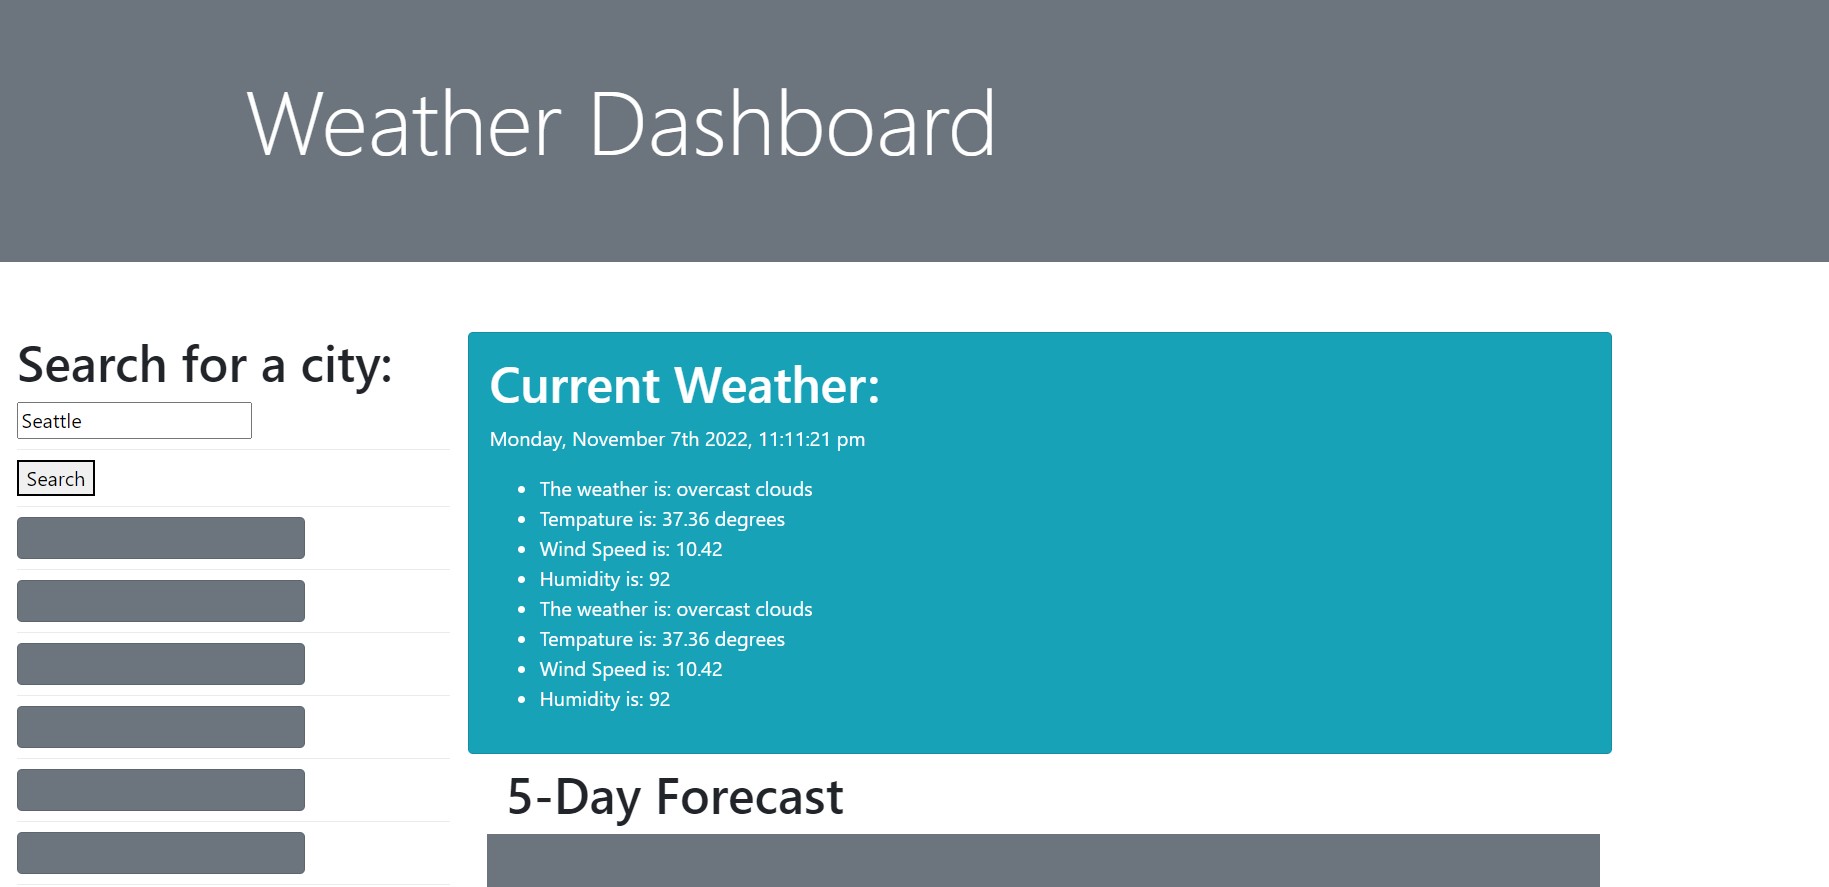 Weather Dashboard
Search for a city:
Seattle
Search
Current Weather:
Monday, November 7th 2022, 11:11:21 pm
The weather is: overcast clouds
Tempature is: 37.36 degrees
Wind Speed is: 10.42
Humidity is: 92
The weather is: overcast clouds
Tempature is: 37.36 degrees
Wind Speed is: 10.42
Humidity is: 92
5-Day Forecast